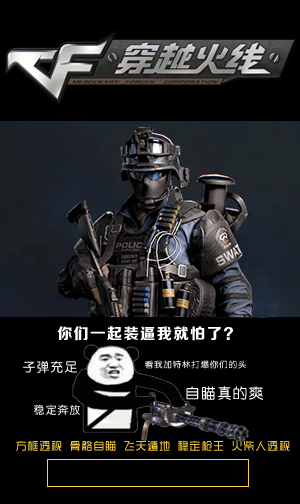 CF 穿越火线
MERCENARY FORCES CORPORATION
POLICE
SWAT
你们一起装逼我就怕了?
子弹充足
看我加特林打爆你们的头
自瞄真的爽
稳定奔放
方框透视 骨骼自瞄 飞天遁地 稳定枪王 火柴人透视